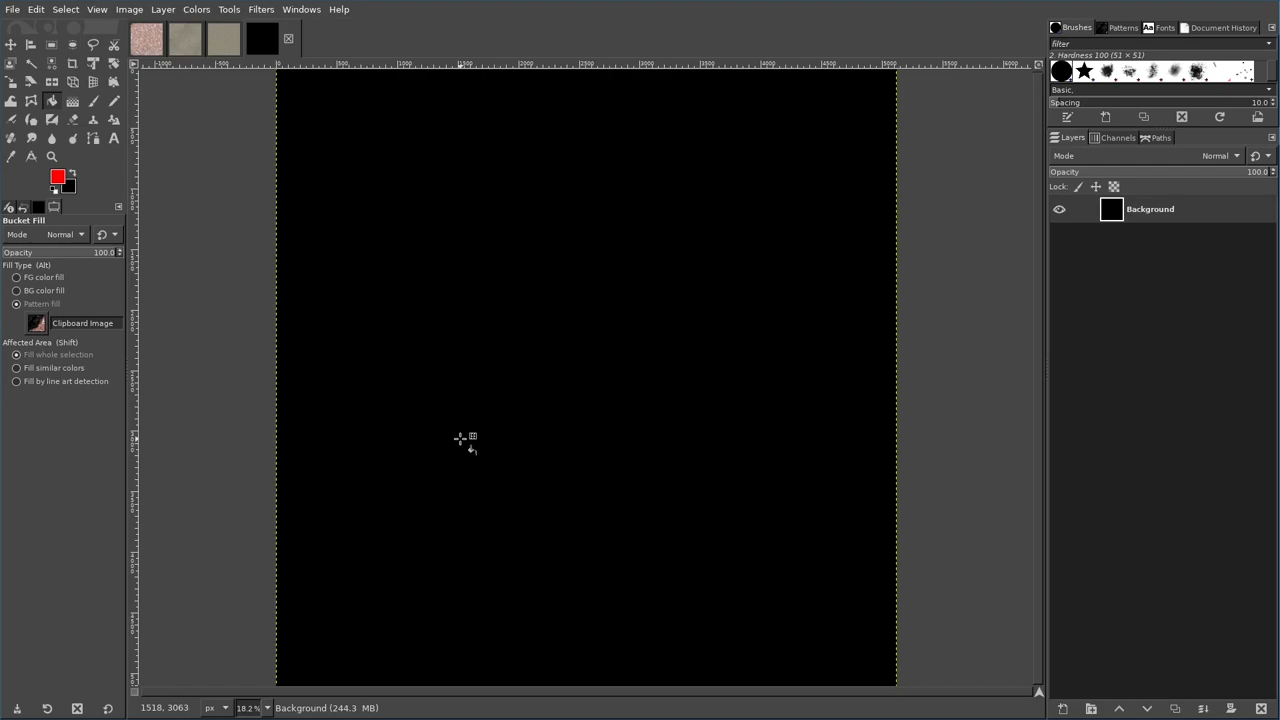 File Edit Select View Image Layer Colors Tools Filters Windows Help
Brushes Patterns Aa Fonts Document History
filter
2. Hardness 100 (51 × 51)
Basic,
Spacing 10.0
Layers Channels Paths
Mode Normal
Opacity 100.0
Lock:
Background
Bucket Fill
Mode Normal
Opacity 100.0
Fill Type (Alt)
FG color fill
BG color fill
Pattern fill
Clipboard Image
Affected Area (Shift)
Fill whole selection
Fill similar colors
Fill by line art detection
1518, 3063 px 18.2% Background (244.3 MB)